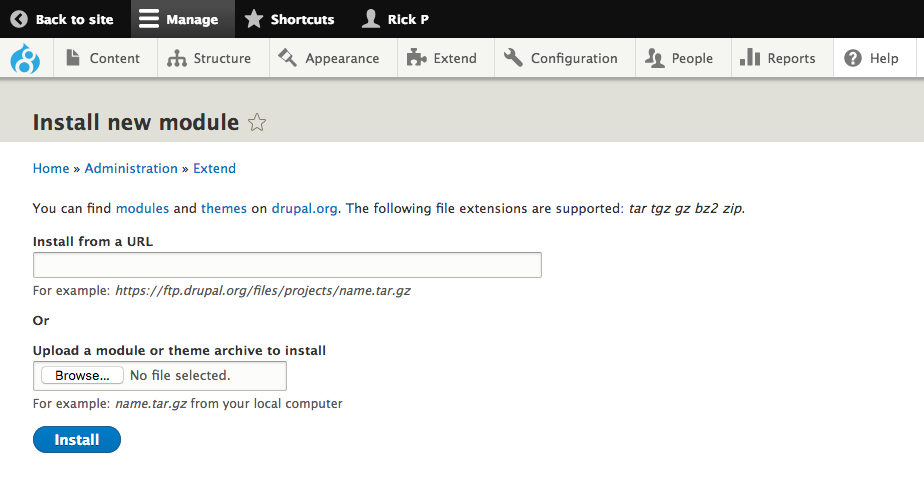 Back to site Manage Shortcuts Rick P
Content Structure Appearance Extend Configuration People Reports Help
Install new module
Home » Administration » Extend
You can find modules and themes on drupal.org. The following file extensions are supported: tar tgz gz bz2 zip.
Install from a URL
For example: https://ftp.drupal.org/files/projects/name.tar.gz
Or
Upload a module or theme archive to install
Browse... No file selected.
For example: name.tar.gz from your local computer
Install